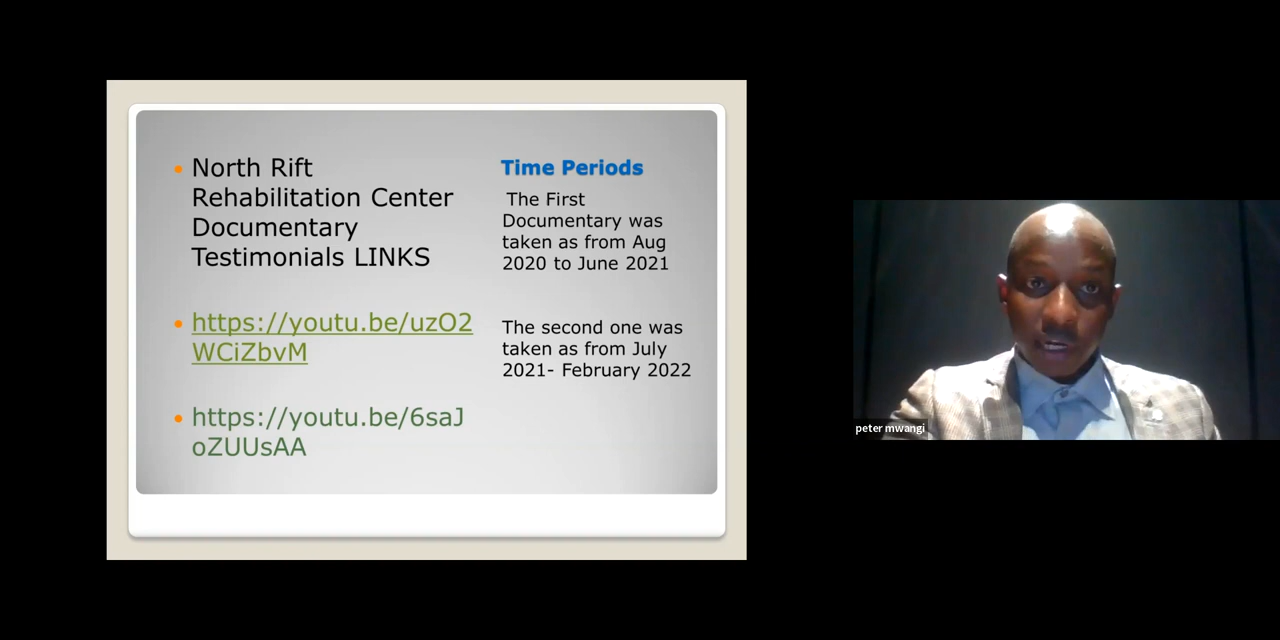 North Rift
Rehabilitation Center
Documentary
Testimonials LINKS
https://youtu.be/uzO2
WCiZbvM
https://youtu.be/6saJ
oZUUsAA
Time Periods
The First
Documentary was
taken as from Aug
2020 to June 2021
The second one was
taken as from July
2021- February 2022
peter mwangi